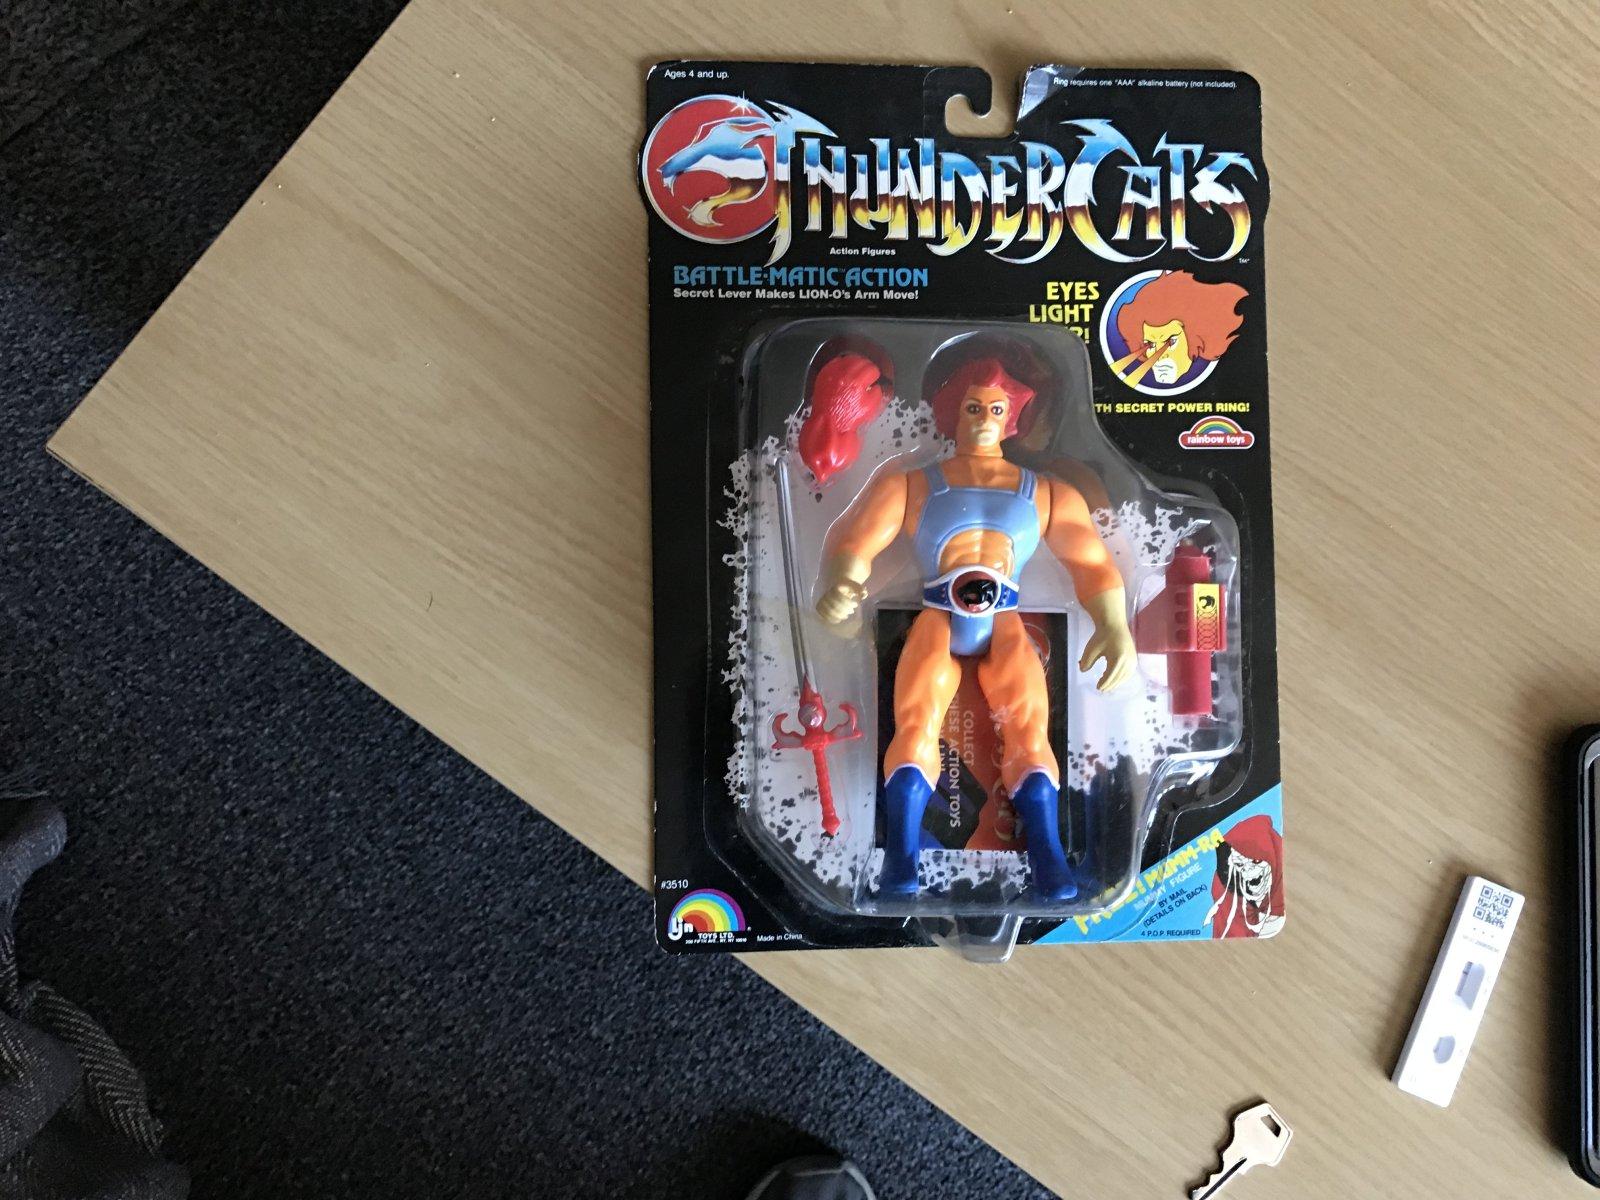 Ages 4 and up.
Ring requires one "AAA" alkaline battery (not included).
THUNDERCATS
TM
Action Figures
BATTLE-MATIC ACTION
Secret Lever Makes LION-O's Arm Move!
EYES
LIGHT
TH SECRET POWER RING!
rainbow toys
COLLECT
ACTION TOYS
#3510
ljn
TOYS LTD.
Made in China
MUMM-RA
FIGURE
BY MAIL
(DETAILS ON BACK)
4 P.O.P. REQUIRED